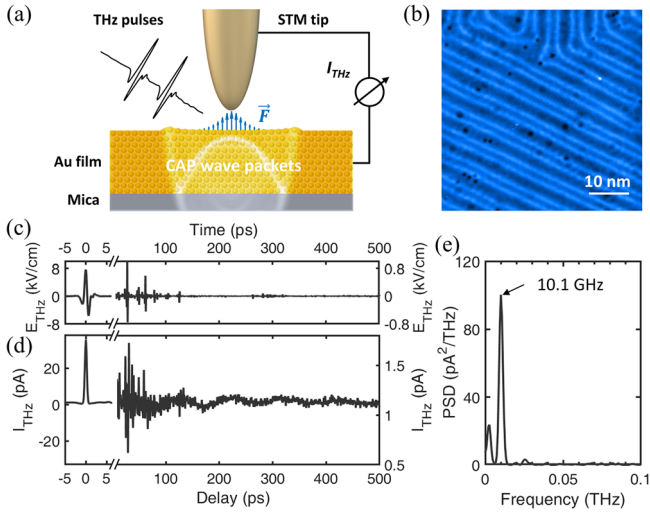 (a)
THz pulses
STM tip
I_THz
F
Au film
CAP wave packets
Mica
(b)
10 nm
(c)
Time (ps)
-5 0 5 100 200 300 400 500
E_THz (kV/cm)
8
0
-8
0.8
0
-0.8
E_THz (kV/cm)
(d)
I_THz (pA)
20
0
-20
1.5
1
0.5
I_THz (pA)
-5 0 5 100 200 300 400 500
Delay (ps)
(e)
10.1 GHz
PSD (pA²/THz)
120
80
40
0
0 0.05 0.1
Frequency (THz)